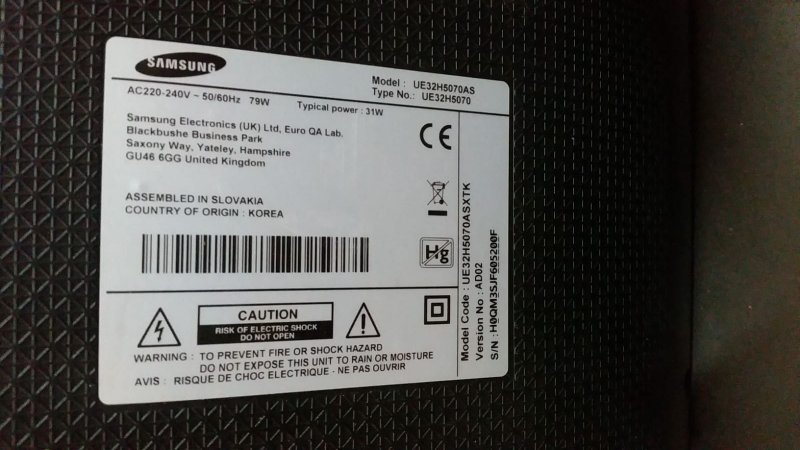 SAMSUNG
Model : UE32H5070AS
Type No.: UE32H5070
AC220-240V ~ 50/60Hz 79W Typical power : 31W
Samsung Electronics (UK) Ltd, Euro QA Lab.
Blackbushe Business Park
Saxony Way, Yateley, Hampshire
GU46 6GG United Kingdom
CE
ASSEMBLED IN SLOVAKIA
COUNTRY OF ORIGIN : KOREA
Hg
CAUTION
RISK OF ELECTRIC SHOCK
DO NOT OPEN
WARNING : TO PREVENT FIRE OR SHOCK HAZARD
DO NOT EXPOSE THIS UNIT TO RAIN OR MOISTURE
AVIS : RISQUE DE CHOC ELECTRIQUE - NE PAS OUVRIR
Model Code : UE32H5070ASXTK
Version No : AD02
S/N : H0QM3SJF605200F